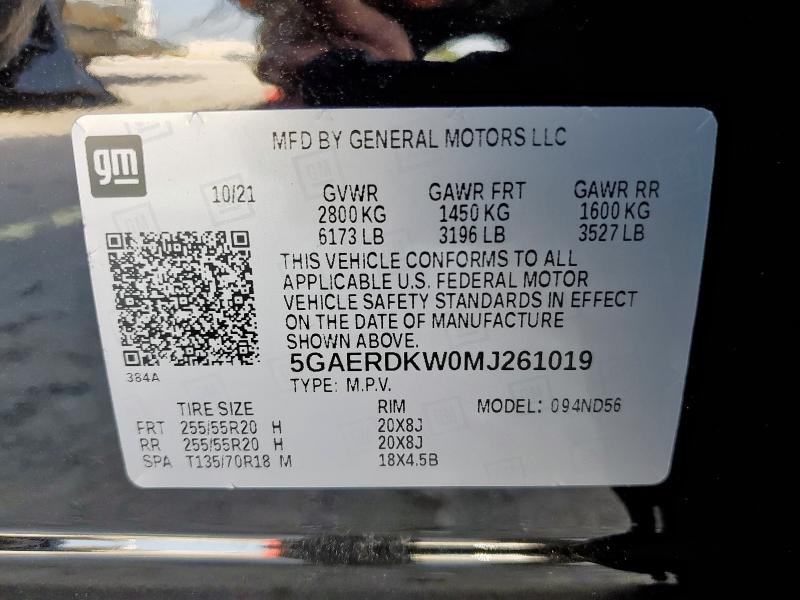 gm
MFD BY GENERAL MOTORS LLC
10/21 GVWR GAWR FRT GAWR RR
2800 KG 1450 KG 1600 KG
6173 LB 3196 LB 3527 LB
THIS VEHICLE CONFORMS TO ALL
APPLICABLE U.S. FEDERAL MOTOR
VEHICLE SAFETY STANDARDS IN EFFECT
ON THE DATE OF MANUFACTURE
SHOWN ABOVE.
5GAERDKW0MJ261019
384A
TYPE: M.P.V.
TIRE SIZE RIM MODEL: 094ND56
FRT 255/55R20 H 20X8J
RR 255/55R20 H 20X8J
SPA T135/70R18 M 18X4.5B